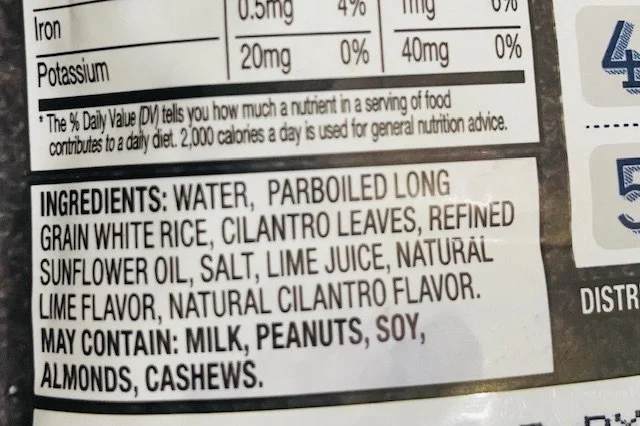 Iron 0.5mg 4% 1mg 6%
Potassium 20mg 0% 40mg 0%
* The % Daily Value (DV) tells you how much a nutrient in a serving of food
contributes to a daily diet. 2,000 calories a day is used for general nutrition advice.
INGREDIENTS: WATER, PARBOILED LONG
GRAIN WHITE RICE, CILANTRO LEAVES, REFINED
SUNFLOWER OIL, SALT, LIME JUICE, NATURAL
LIME FLAVOR, NATURAL CILANTRO FLAVOR.
MAY CONTAIN: MILK, PEANUTS, SOY,
ALMONDS, CASHEWS.
4
5
DISTR